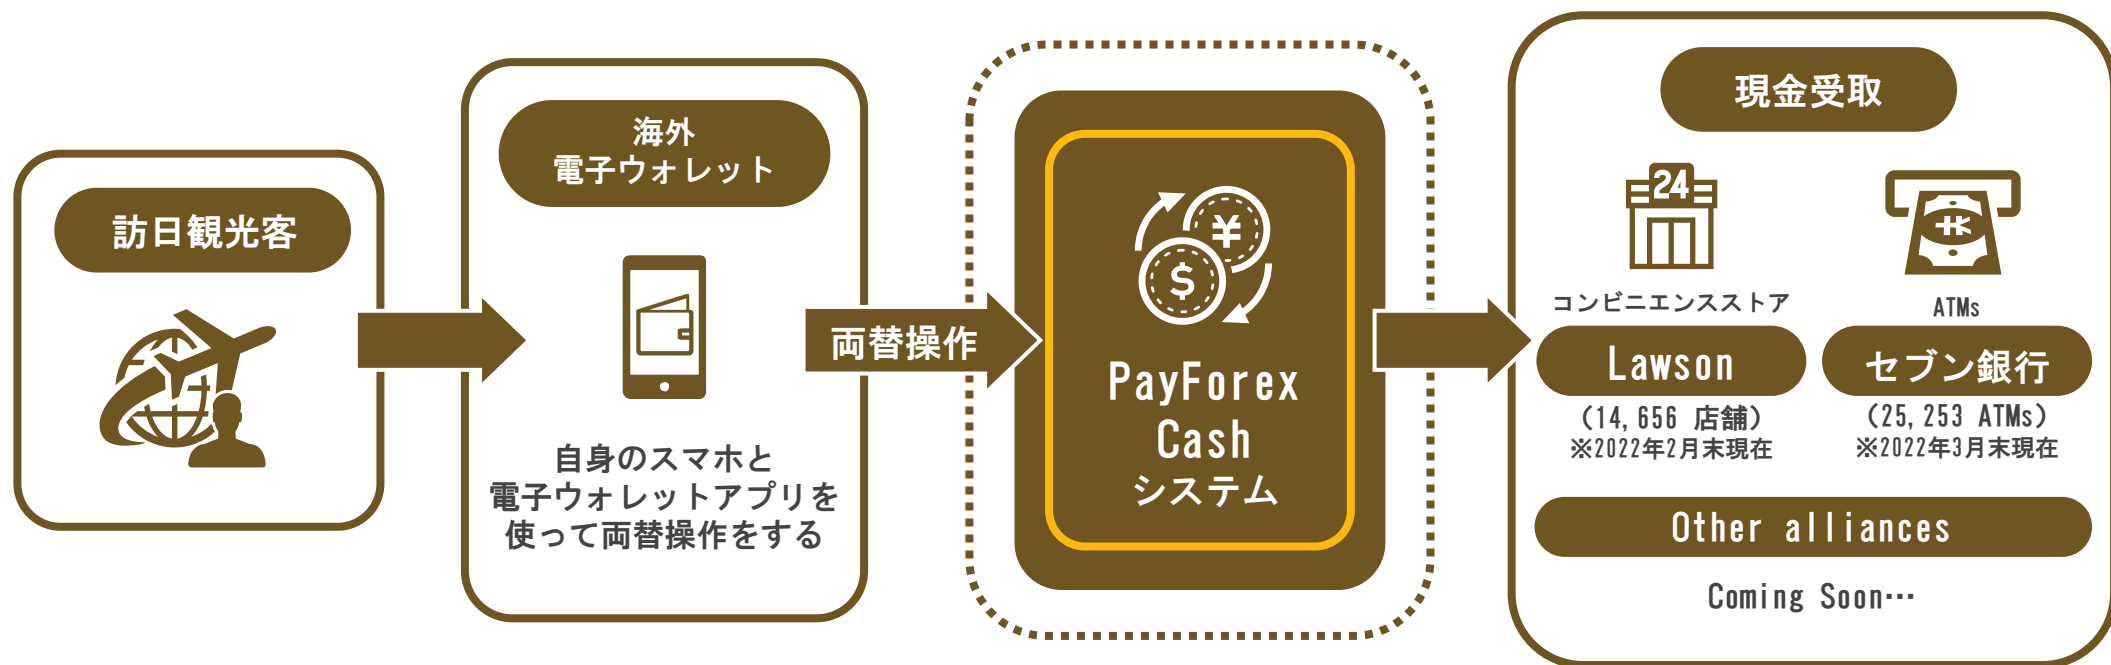 訪日観光客
海外
電子ウォレット
自身のスマホと
電子ウォレットアプリを
使って両替操作をする
両替操作
¥
$
PayForex
Cash
システム
現金受取
24
コンビニエンスストア
Lawson
(14,656 店舗)
※2022年2月末現在
ATMs
セブン銀行
(25,253 ATMs)
※2022年3月末現在
Other alliances
Coming Soon…